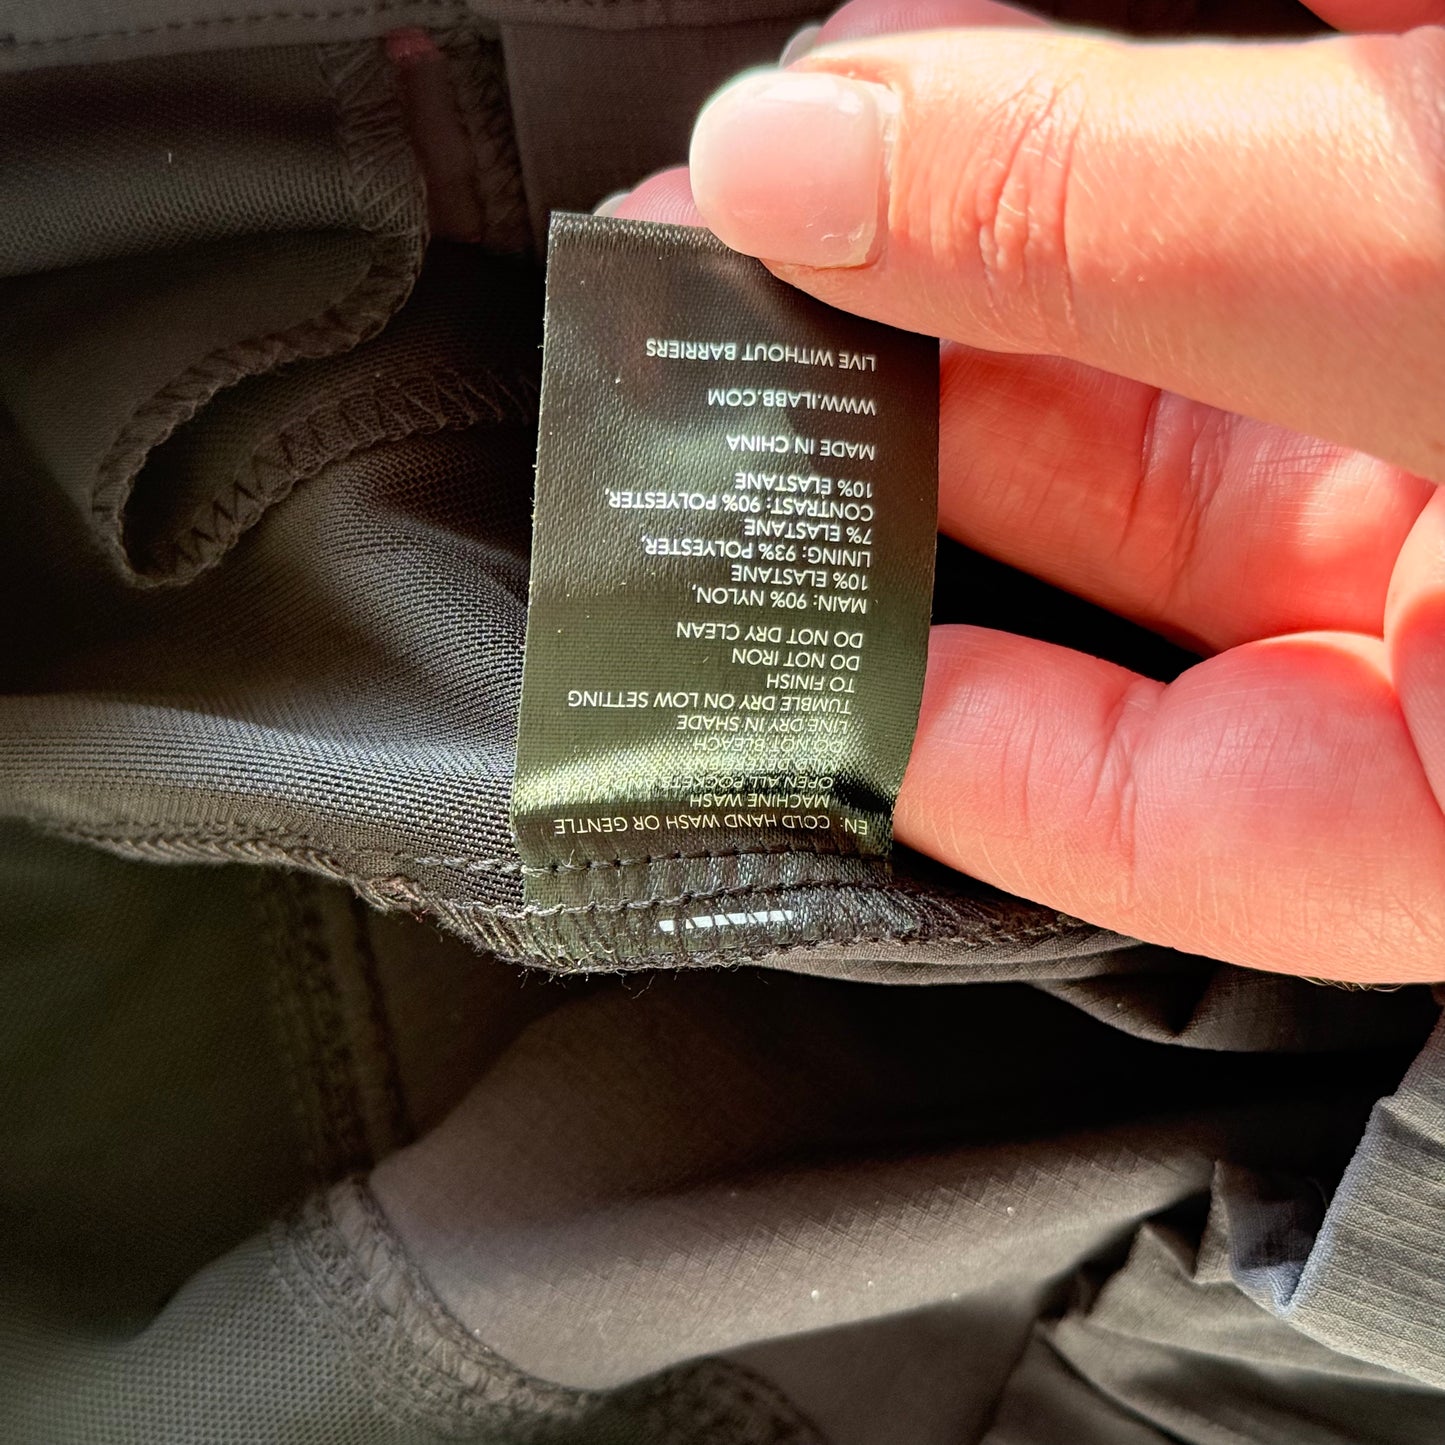 EN: COLD HAND WASH OR GENTLE
MACHINE WASH
OPEN ALL POCKETS
MILD DETERGENT
DO NOT BLEACH
LINE DRY IN SHADE
TUMBLE DRY ON LOW SETTING
TO FINISH
DO NOT IRON
DO NOT DRY CLEAN
MAIN: 90% NYLON,
10% ELASTANE
LINING: 93% POLYESTER,
7% ELASTANE
CONTRAST: 90% POLYESTER,
10% ELASTANE
MADE IN CHINA
WWW.ILABB.COM
LIVE WITHOUT BARRIERS